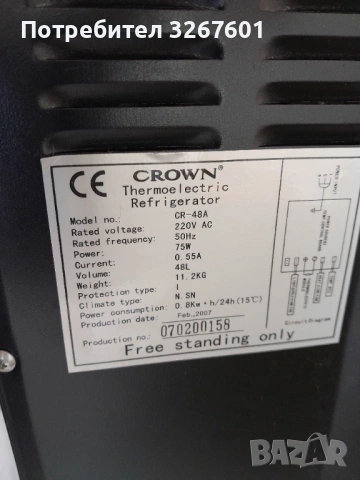 Потребител 3267601
CE CROWN®
Thermoelectric
Refrigerator
Model no.: CR-48A
Rated voltage: 220V AC
Rated frequency: 50Hz
Power: 75W
Current: 0.55A
Volume: 48L
Weight: 11.2KG
Protection type: I
Climate type: N. SN
Power consumption: 0.8Kw·h/24h(15℃)
Production date: Feb.,2007
Production no.: 070200158
Free standing only
Circuit Diagram
BAZAR